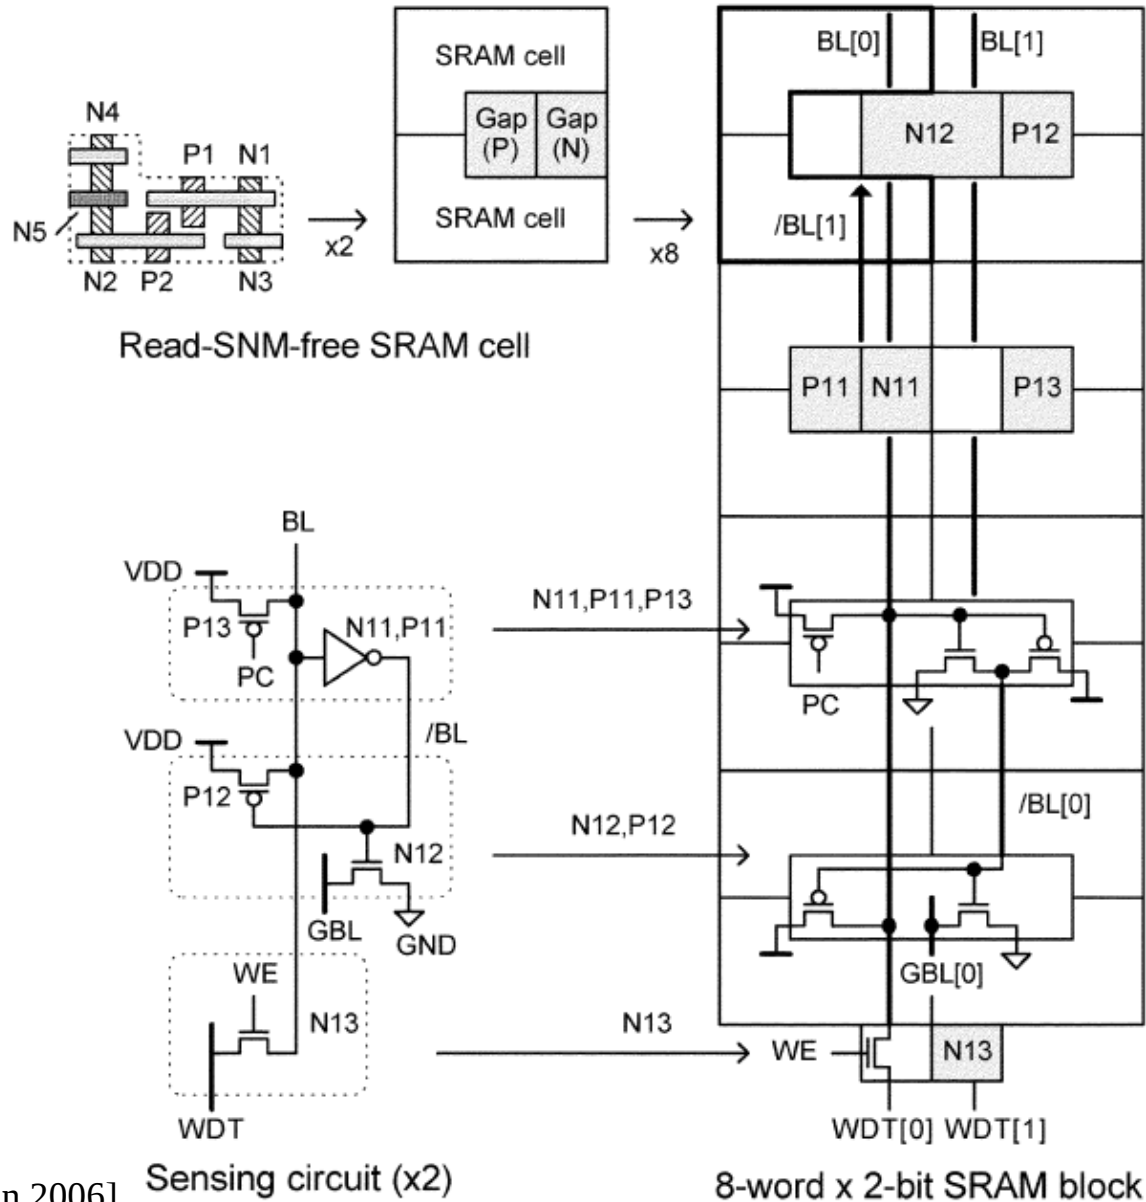 N4
P1 N1
N5
N2 P2 N3
Read-SNM-free SRAM cell
x2
SRAM cell
Gap (P)
Gap (N)
SRAM cell
x8
BL[0]
BL[1]
N12
P12
/BL[1]
P11
N11
P13
BL
VDD
P13
N11,P11
PC
/BL
VDD
P12
N12
GBL
GND
WE
N13
WDT
Sensing circuit (x2)
N11,P11,P13
N12,P12
N13
PC
/BL[0]
GBL[0]
WE
N13
WDT[0] WDT[1]
8-word x 2-bit SRAM block
n 2006]